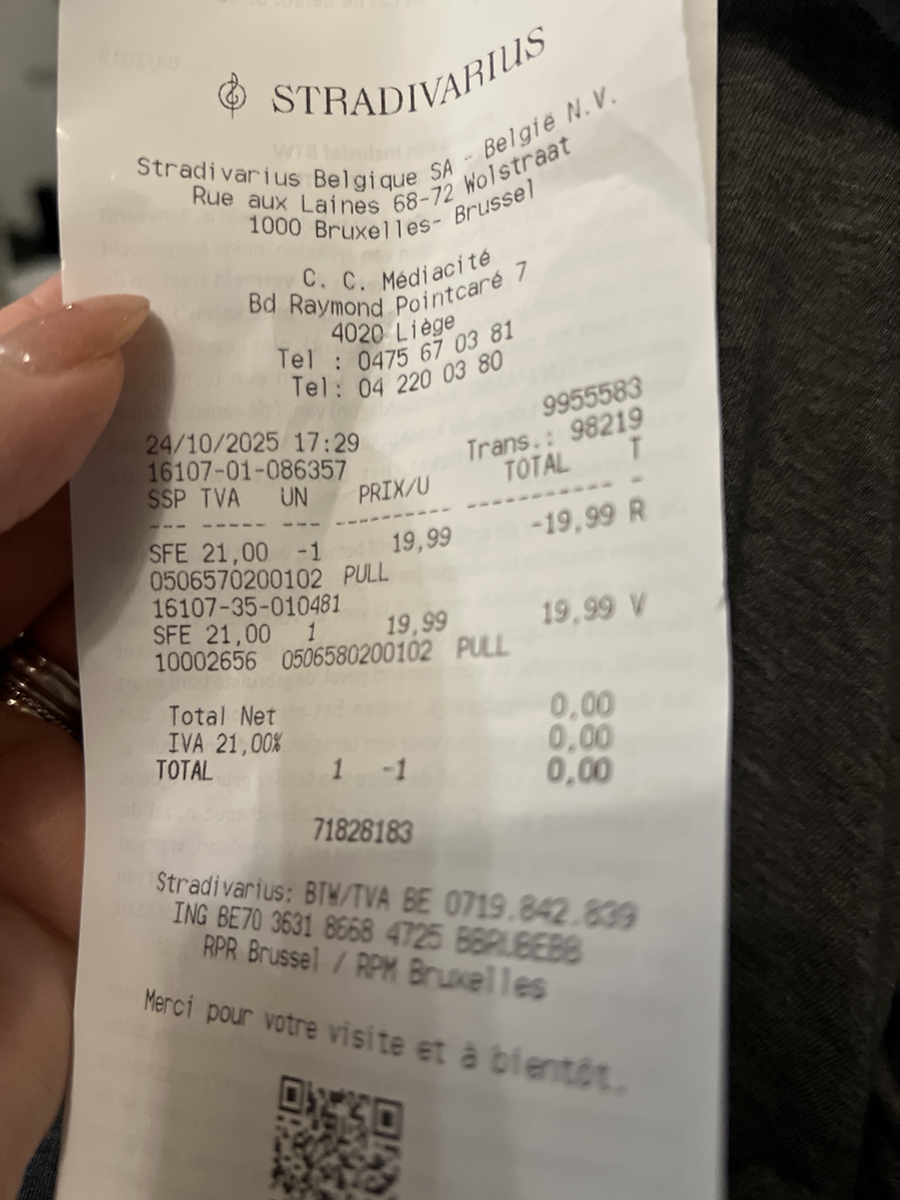 STRADIVARIUS
Stradivarius Belgique SA - België N.V.
Rue aux Laines 68-72 Wolstraat
1000 Bruxelles- Brussel
C. C. Médiacité
Bd Raymond Pointcaré 7
4020 Liège
Tel : 0475 67 03 81
Tel: 04 220 03 80
9955583
24/10/2025 17:29 Trans.: 98219
16107-01-086357
SSP TVA UN PRIX/U TOTAL T
--- ----- --- ---------- ------------ -
SFE 21,00 -1 19,99 -19,99 R
0506570200102 PULL
16107-35-010481
SFE 21,00 1 19,99 19,99 V
10002656 0506580200102 PULL
Total Net 0,00
IVA 21,00% 0,00
TOTAL 1 -1 0,00
71828183
Stradivarius: BTW/TVA BE 0719.842.839
ING BE70 3631 8668 4725 BBRUBEBB
RPR Brussel / RPM Bruxelles
Merci pour votre visite et à bientôt.